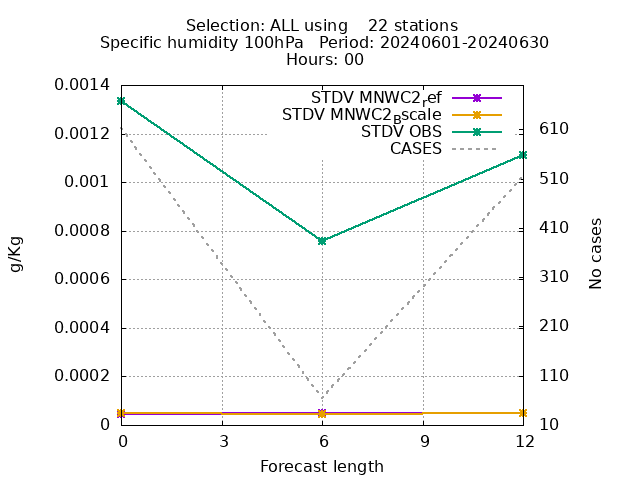 Selection: ALL using    22 stations
Specific humidity 100hPa   Period: 20240601-20240630
Hours: 00
STDV MNWC2ref
STDV MNWC2Bscale
STDV OBS
CASES
0.0014
0.0012
0.001
0.0008
0.0006
0.0004
0.0002
0
g/Kg
610
510
410
310
210
110
10
No cases
0 3 6 9 12
Forecast length